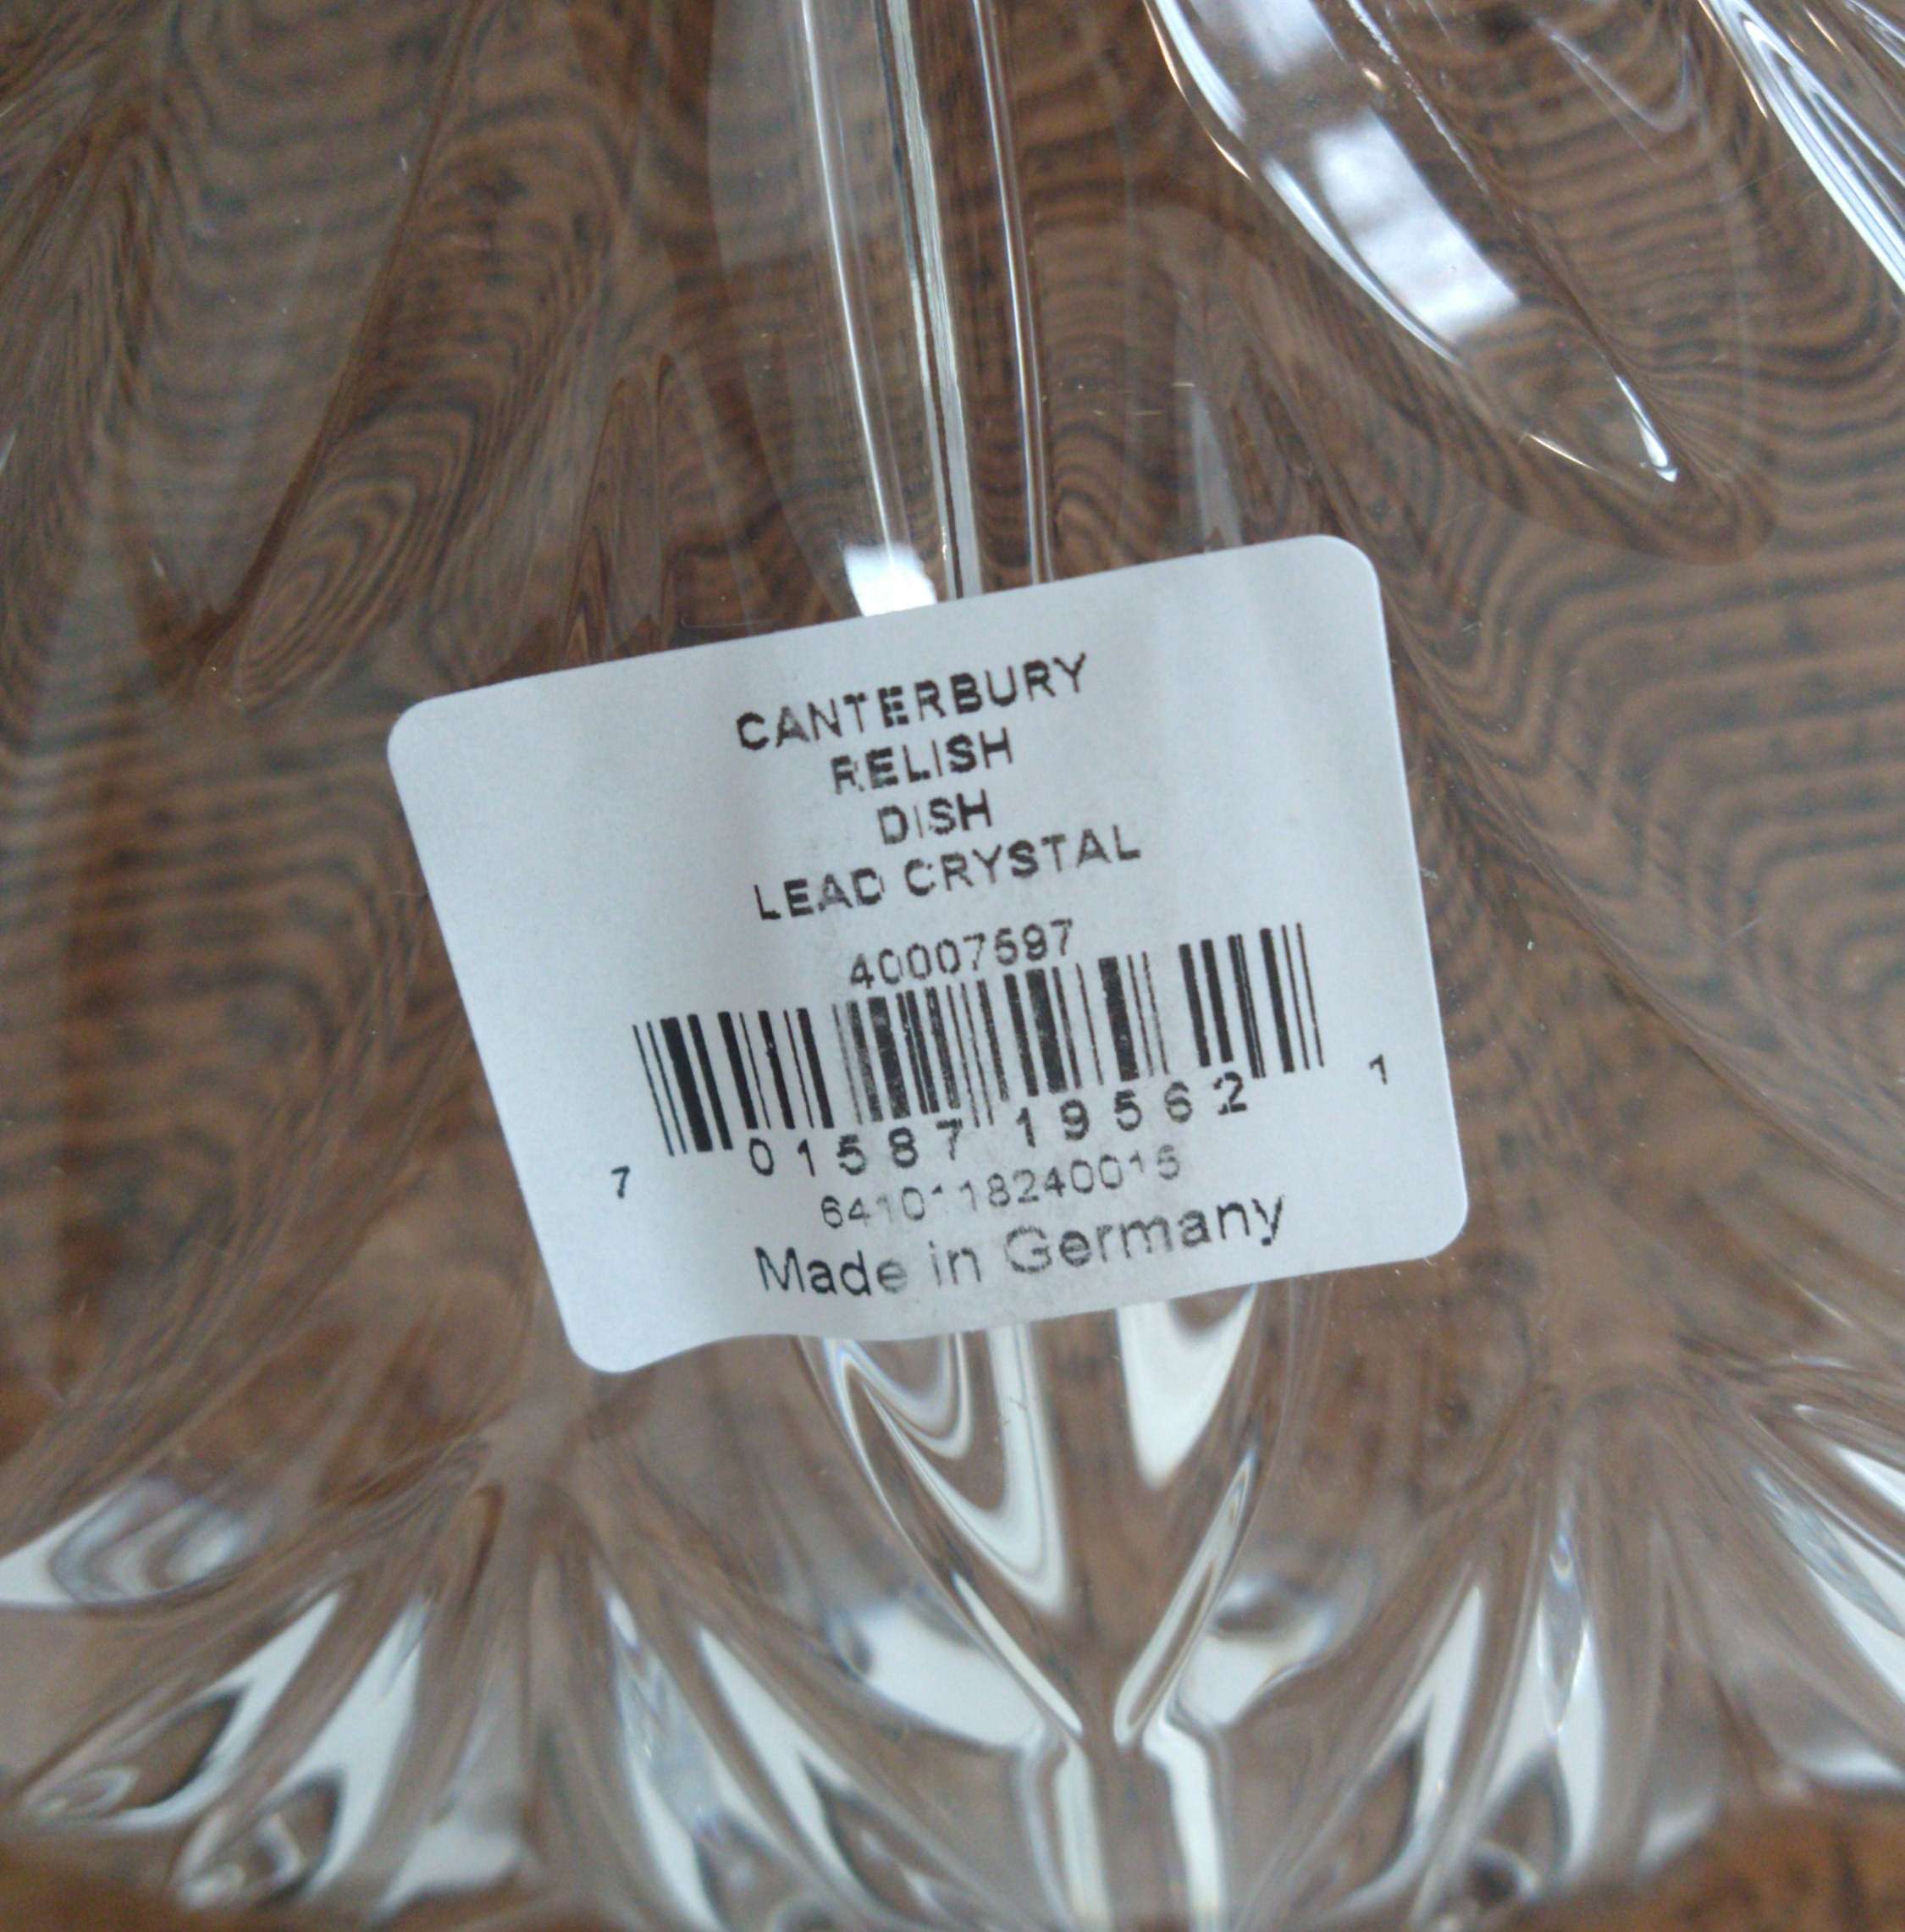 CANTERBURY
RELISH
DISH
LEAD CRYSTAL
40007597
7 01587 19562 1
6410118240015
Made in Germany